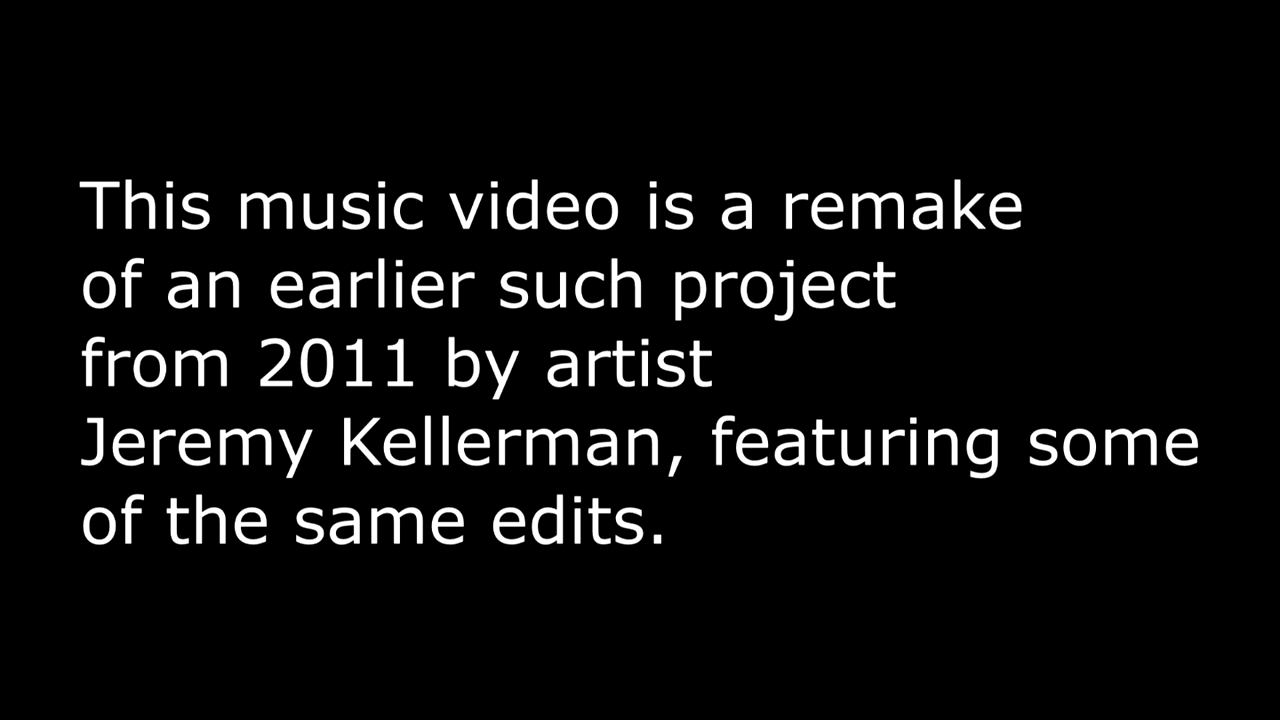 This music video is a remake
of an earlier such project
from 2011 by artist
Jeremy Kellerman, featuring some
of the same edits.